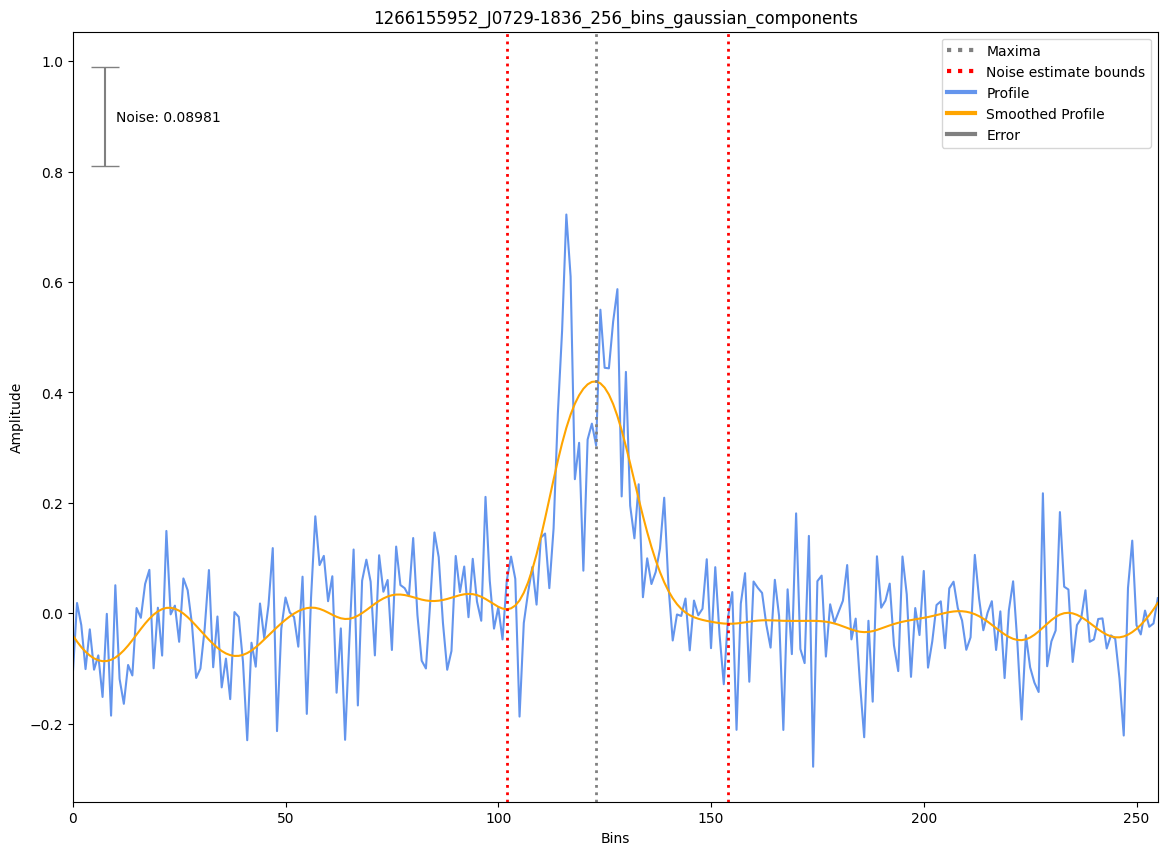 1266155952_J0729-1836_256_bins_gaussian_components
Maxima
Noise estimate bounds
Profile
Smoothed Profile
Error
Noise: 0.08981
Amplitude
1.0
0.8
0.6
0.4
0.2
0.0
−0.2
0 50 100 150 200 250
Bins